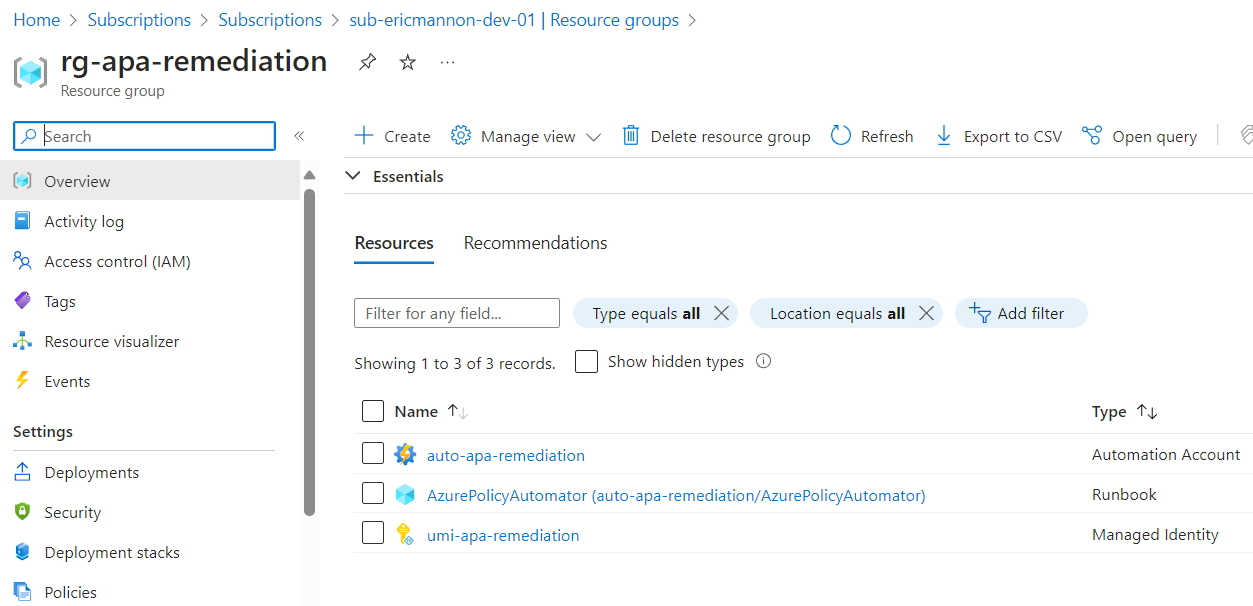 Home > Subscriptions > Subscriptions > sub-ericmannon-dev-01 | Resource groups >
rg-apa-remediation
Resource group
Search
Overview
Activity log
Access control (IAM)
Tags
Resource visualizer
Events
Settings
Deployments
Security
Deployment stacks
Policies
Create Manage view Delete resource group Refresh Export to CSV Open query
Essentials
Resources Recommendations
Filter for any field... Type equals all Location equals all Add filter
Showing 1 to 3 of 3 records. Show hidden types
Name Type
auto-apa-remediation Automation Account
AzurePolicyAutomator (auto-apa-remediation/AzurePolicyAutomator) Runbook
umi-apa-remediation Managed Identity